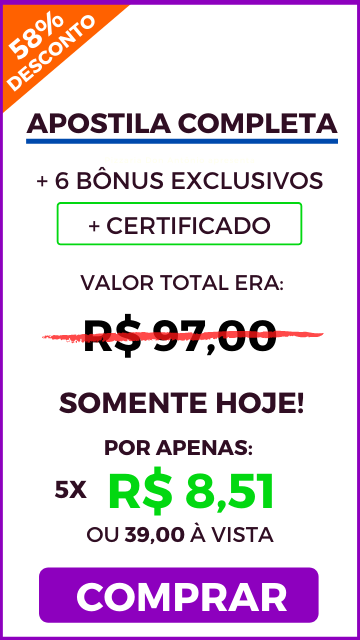 58%
DESCONTO
APOSTILA COMPLETA
+ 6 BÔNUS EXCLUSIVOS
+ CERTIFICADO
VALOR TOTAL ERA:
R$ 97,00
SOMENTE HOJE!
POR APENAS:
5X R$ 8,51
OU 39,00 À VISTA
COMPRAR